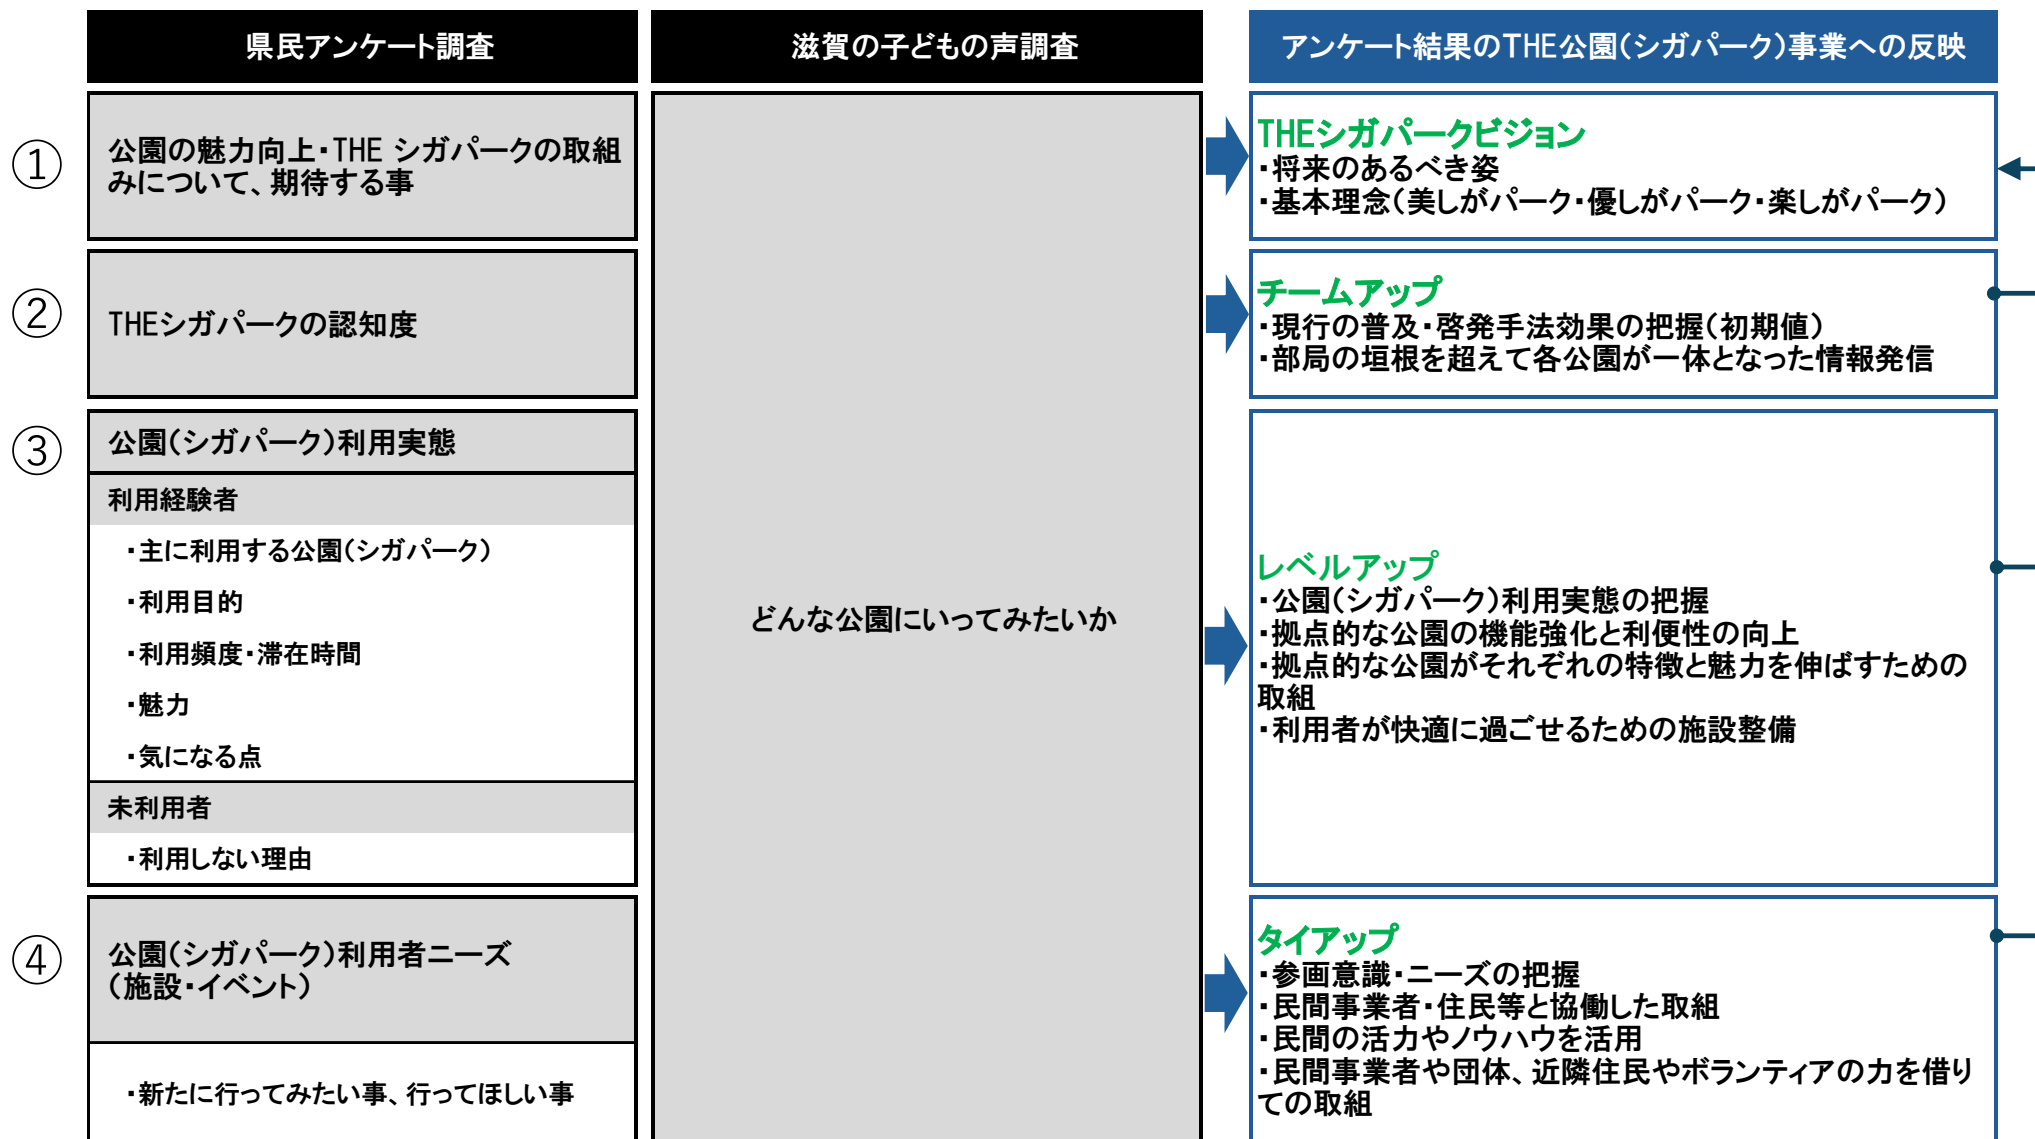 県民アンケート調査
滋賀の子どもの声調査
アンケート結果のTHE公園(シガパーク)事業への反映
①
公園の魅力向上・THE シガパークの取組
みについて、期待する事
THEシガパークビジョン
・将来のあるべき姿
・基本理念(美しがパーク・優しがパーク・楽しがパーク)
②
THEシガパークの認知度
チームアップ
・現行の普及・啓発手法効果の把握(初期値)
・部局の垣根を超えて各公園が一体となった情報発信
③
公園(シガパーク)利用実態
利用経験者
・主に利用する公園(シガパーク)
・利用目的
・利用頻度・滞在時間
・魅力
・気になる点
未利用者
・利用しない理由
どんな公園にいってみたいか
レベルアップ
・公園(シガパーク)利用実態の把握
・拠点的な公園の機能強化と利便性の向上
・拠点的な公園がそれぞれの特徴と魅力を伸ばすための
取組
・利用者が快適に過ごせるための施設整備
④
公園(シガパーク)利用者ニーズ
(施設・イベント)
・新たに行ってみたい事、行ってほしい事
タイアップ
・参画意識・ニーズの把握
・民間事業者・住民等と協働した取組
・民間の活力やノウハウを活用
・民間事業者や団体、近隣住民やボランティアの力を借り
ての取組